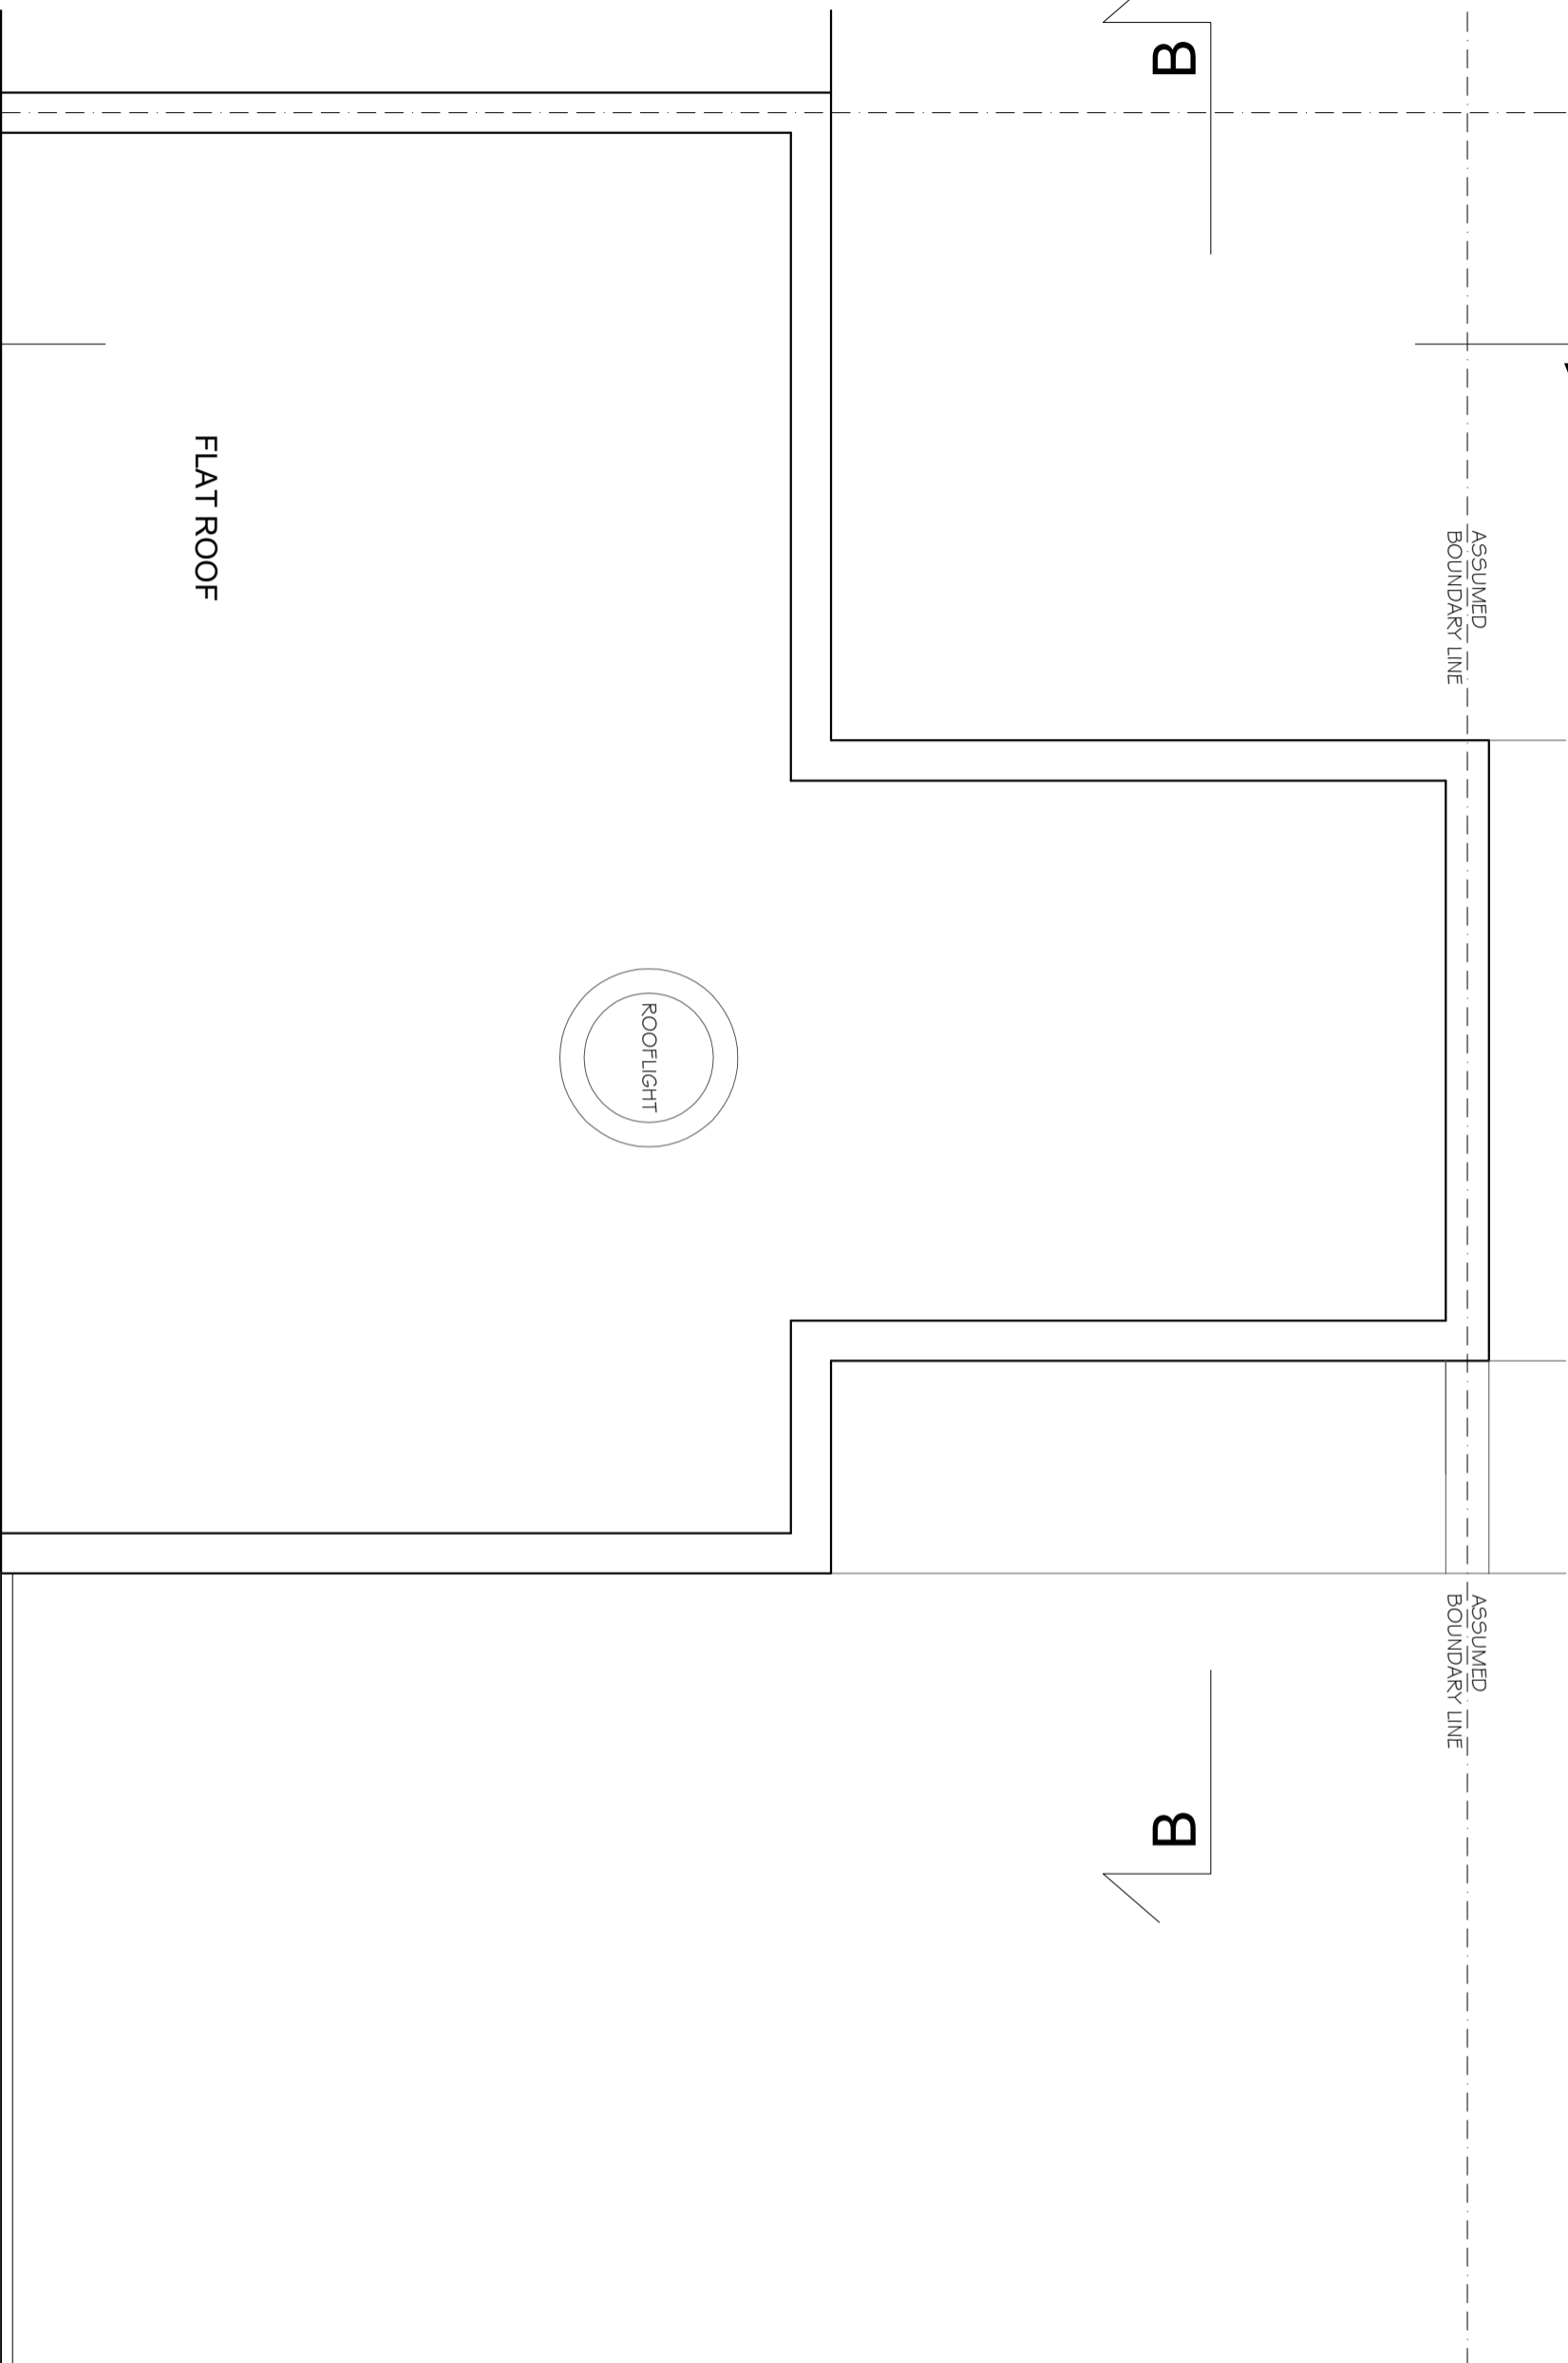 B
ASSUMED
BOUNDARY LINE
FLAT ROOF
ROOFLIGHT
ASSUMED
BOUNDARY LINE
B